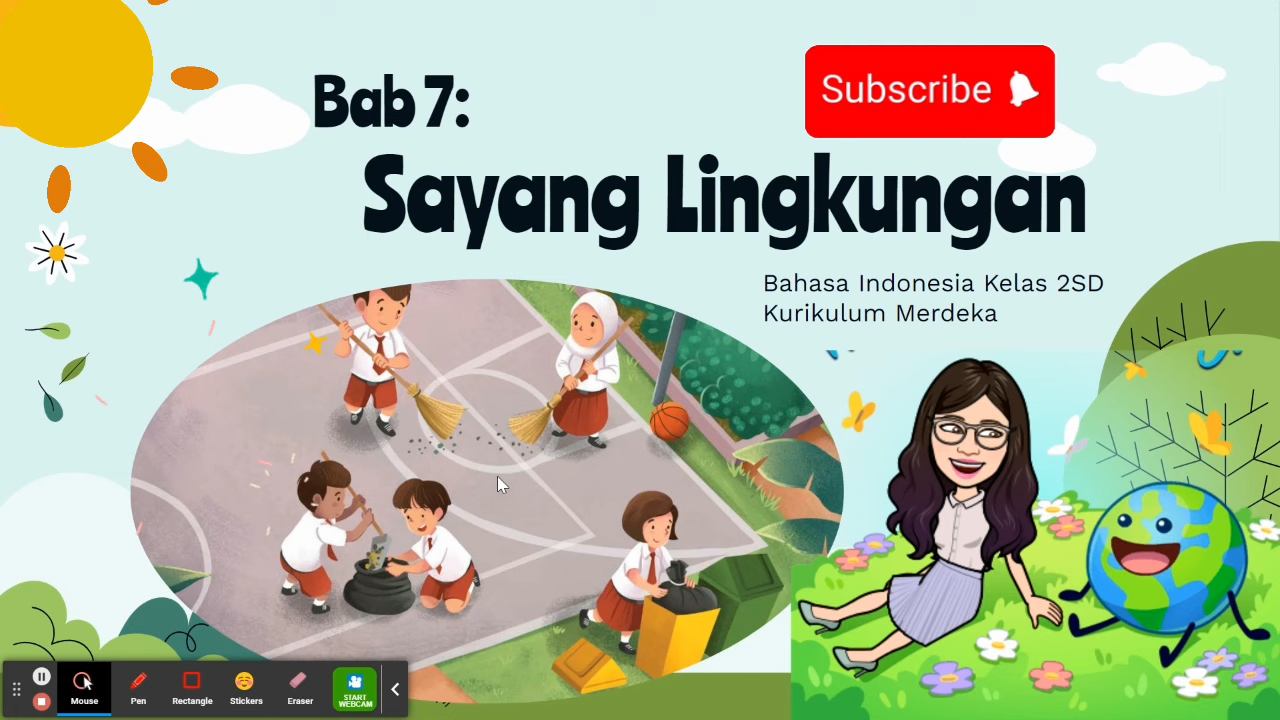 Bab 7:
Subscribe
Sayang Lingkungan
Bahasa Indonesia Kelas 2SD
Kurikulum Merdeka
Mouse
Pen
Rectangle
Stickers
Eraser
START
WEBCAM